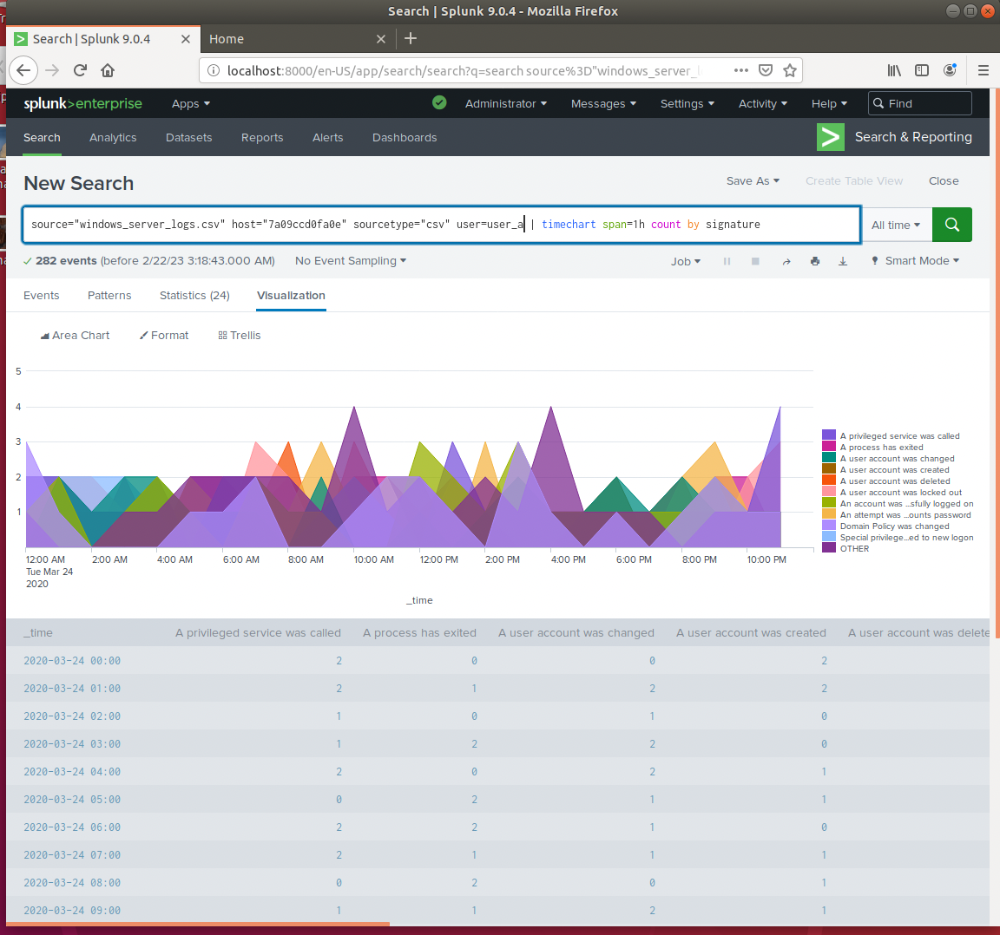 Search | Splunk 9.0.4 - Mozilla Firefox
Search | Splunk 9.0.4
Home
localhost:8000/en-US/app/search/search?q=search source%3D"windows_server_l
splunk>enterprise Apps Administrator Messages Settings Activity Help Find
Search Analytics Datasets Reports Alerts Dashboards Search & Reporting
New Search Save As Create Table View Close
source="windows_server_logs.csv" host="7a09ccd0fa0e" sourcetype="csv" user=user_a | timechart span=1h count by signature All time
282 events (before 2/22/23 3:18:43.000 AM) No Event Sampling Job Smart Mode
Events Patterns Statistics (24) Visualization
Area Chart Format Trellis
5
4
3
2
1
A privileged service was called
A process has exited
A user account was changed
A user account was created
A user account was deleted
A user account was locked out
An account was ...sfully logged on
An attempt was ...ounts password
Domain Policy was changed
Special privilege...ed to new logon
OTHER
12:00 AM 2:00 AM 4:00 AM 6:00 AM 8:00 AM 10:00 AM 12:00 PM 2:00 PM 4:00 PM 6:00 PM 8:00 PM 10:00 PM
Tue Mar 24
2020
_time
_time A privileged service was called A process has exited A user account was changed A user account was created A user account was delete
2020-03-24 00:00 2 0 0 2
2020-03-24 01:00 2 1 2 2
2020-03-24 02:00 1 0 1 0
2020-03-24 03:00 1 2 2 0
2020-03-24 04:00 2 0 2 1
2020-03-24 05:00 0 2 1 1
2020-03-24 06:00 2 2 1 0
2020-03-24 07:00 2 1 1 1
2020-03-24 08:00 0 2 0 1
2020-03-24 09:00 1 1 2 1